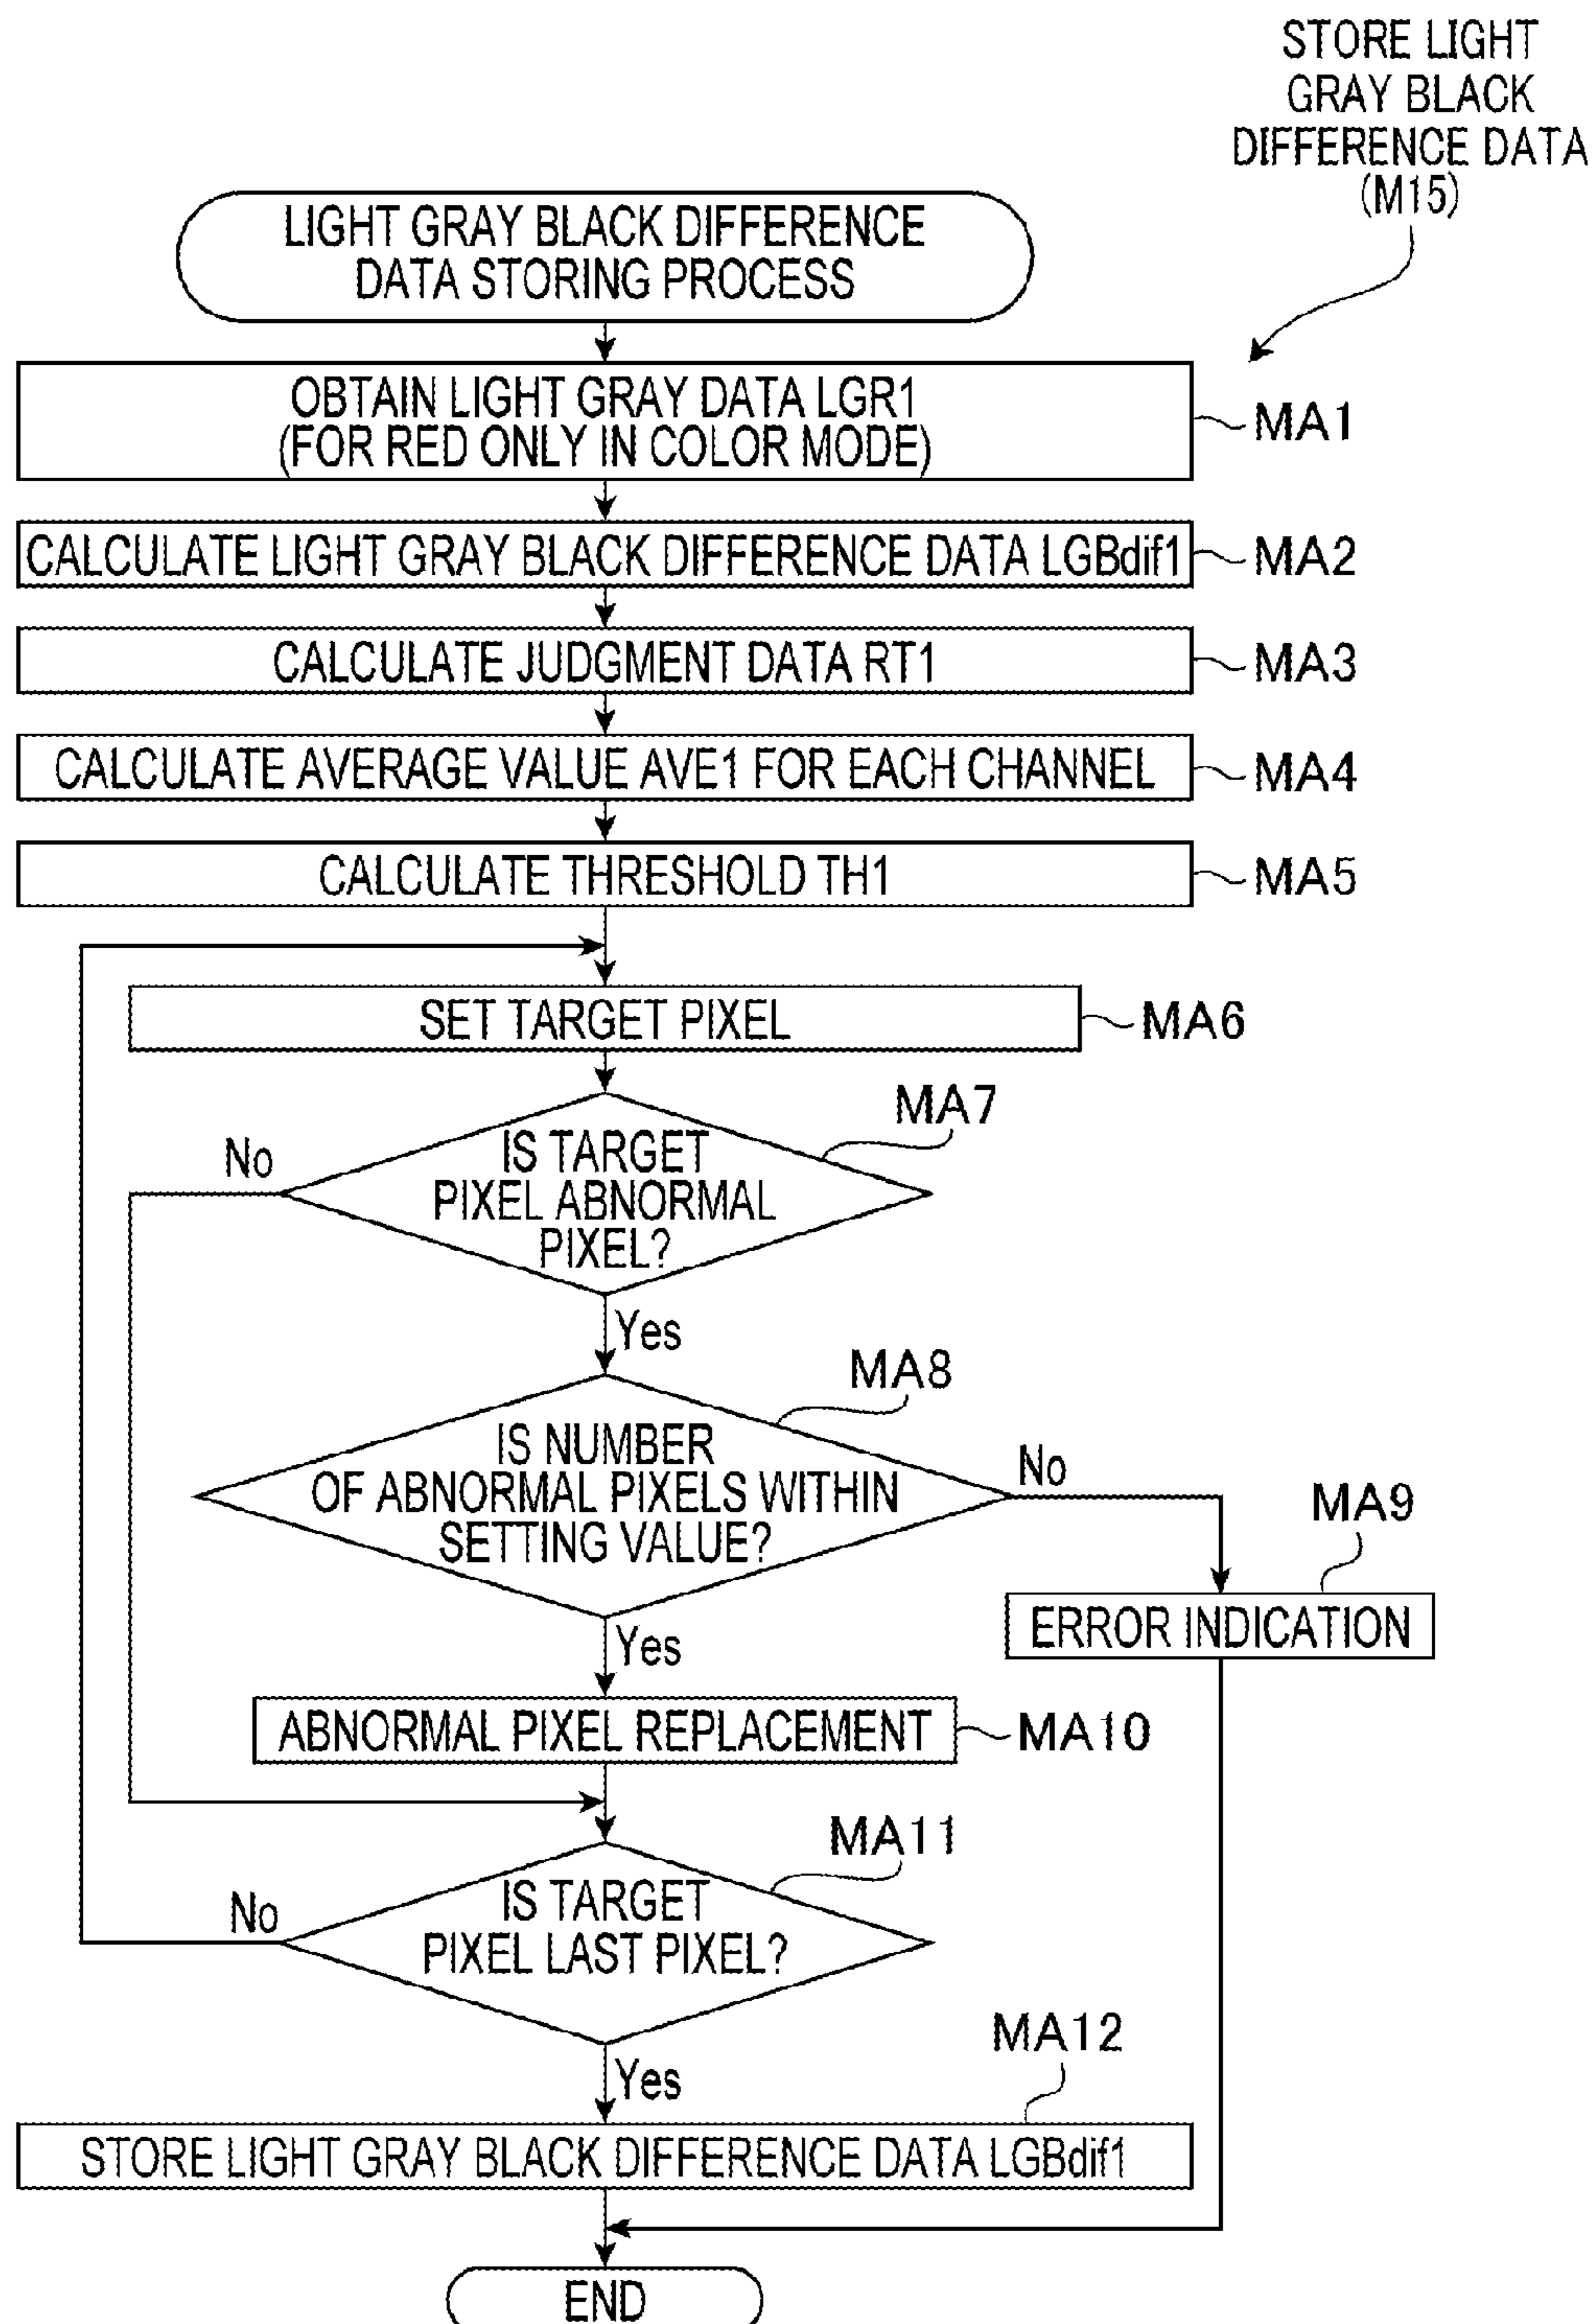 STORE LIGHT
GRAY BLACK
DIFFERENCE DATA
(M15)
LIGHT GRAY BLACK DIFFERENCE
DATA STORING PROCESS
OBTAIN LIGHT GRAY DATA LGR1
(FOR RED ONLY IN COLOR MODE)
MA1
CALCULATE LIGHT GRAY BLACK DIFFERENCE DATA LGBdif1
MA2
CALCULATE JUDGMENT DATA RT1
MA3
CALCULATE AVERAGE VALUE AVE1 FOR EACH CHANNEL
MA4
CALCULATE THRESHOLD TH1
MA5
SET TARGET PIXEL
MA6
MA7
IS TARGET
PIXEL ABNORMAL
PIXEL?
No
Yes
MA8
IS NUMBER
OF ABNORMAL PIXELS WITHIN
SETTING VALUE?
No
MA9
ERROR INDICATION
Yes
ABNORMAL PIXEL REPLACEMENT
MA10
MA11
IS TARGET
PIXEL LAST PIXEL?
No
Yes
MA12
STORE LIGHT GRAY BLACK DIFFERENCE DATA LGBdif1
END